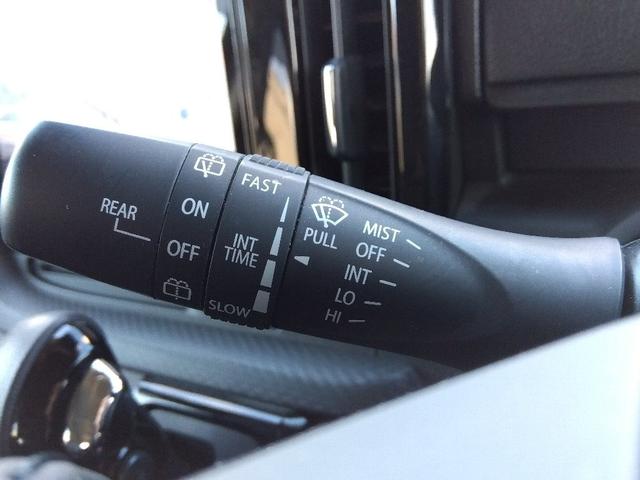 REAR
ON
OFF
FAST
INT
TIME
SLOW
PULL
MIST
OFF
INT
LO
HI